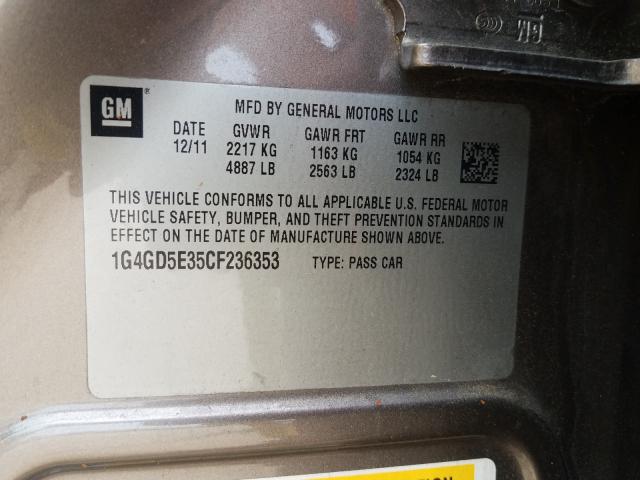 GM
GM ®
MFD BY GENERAL MOTORS LLC
DATE GVWR GAWR FRT GAWR RR
12/11 2217 KG 1163 KG 1054 KG
4887 LB 2563 LB 2324 LB
THIS VEHICLE CONFORMS TO ALL APPLICABLE U.S. FEDERAL MOTOR
VEHICLE SAFETY, BUMPER, AND THEFT PREVENTION STANDARDS IN
EFFECT ON THE DATE OF MANUFACTURE SHOWN ABOVE.
1G4GD5E35CF236353 TYPE: PASS CAR